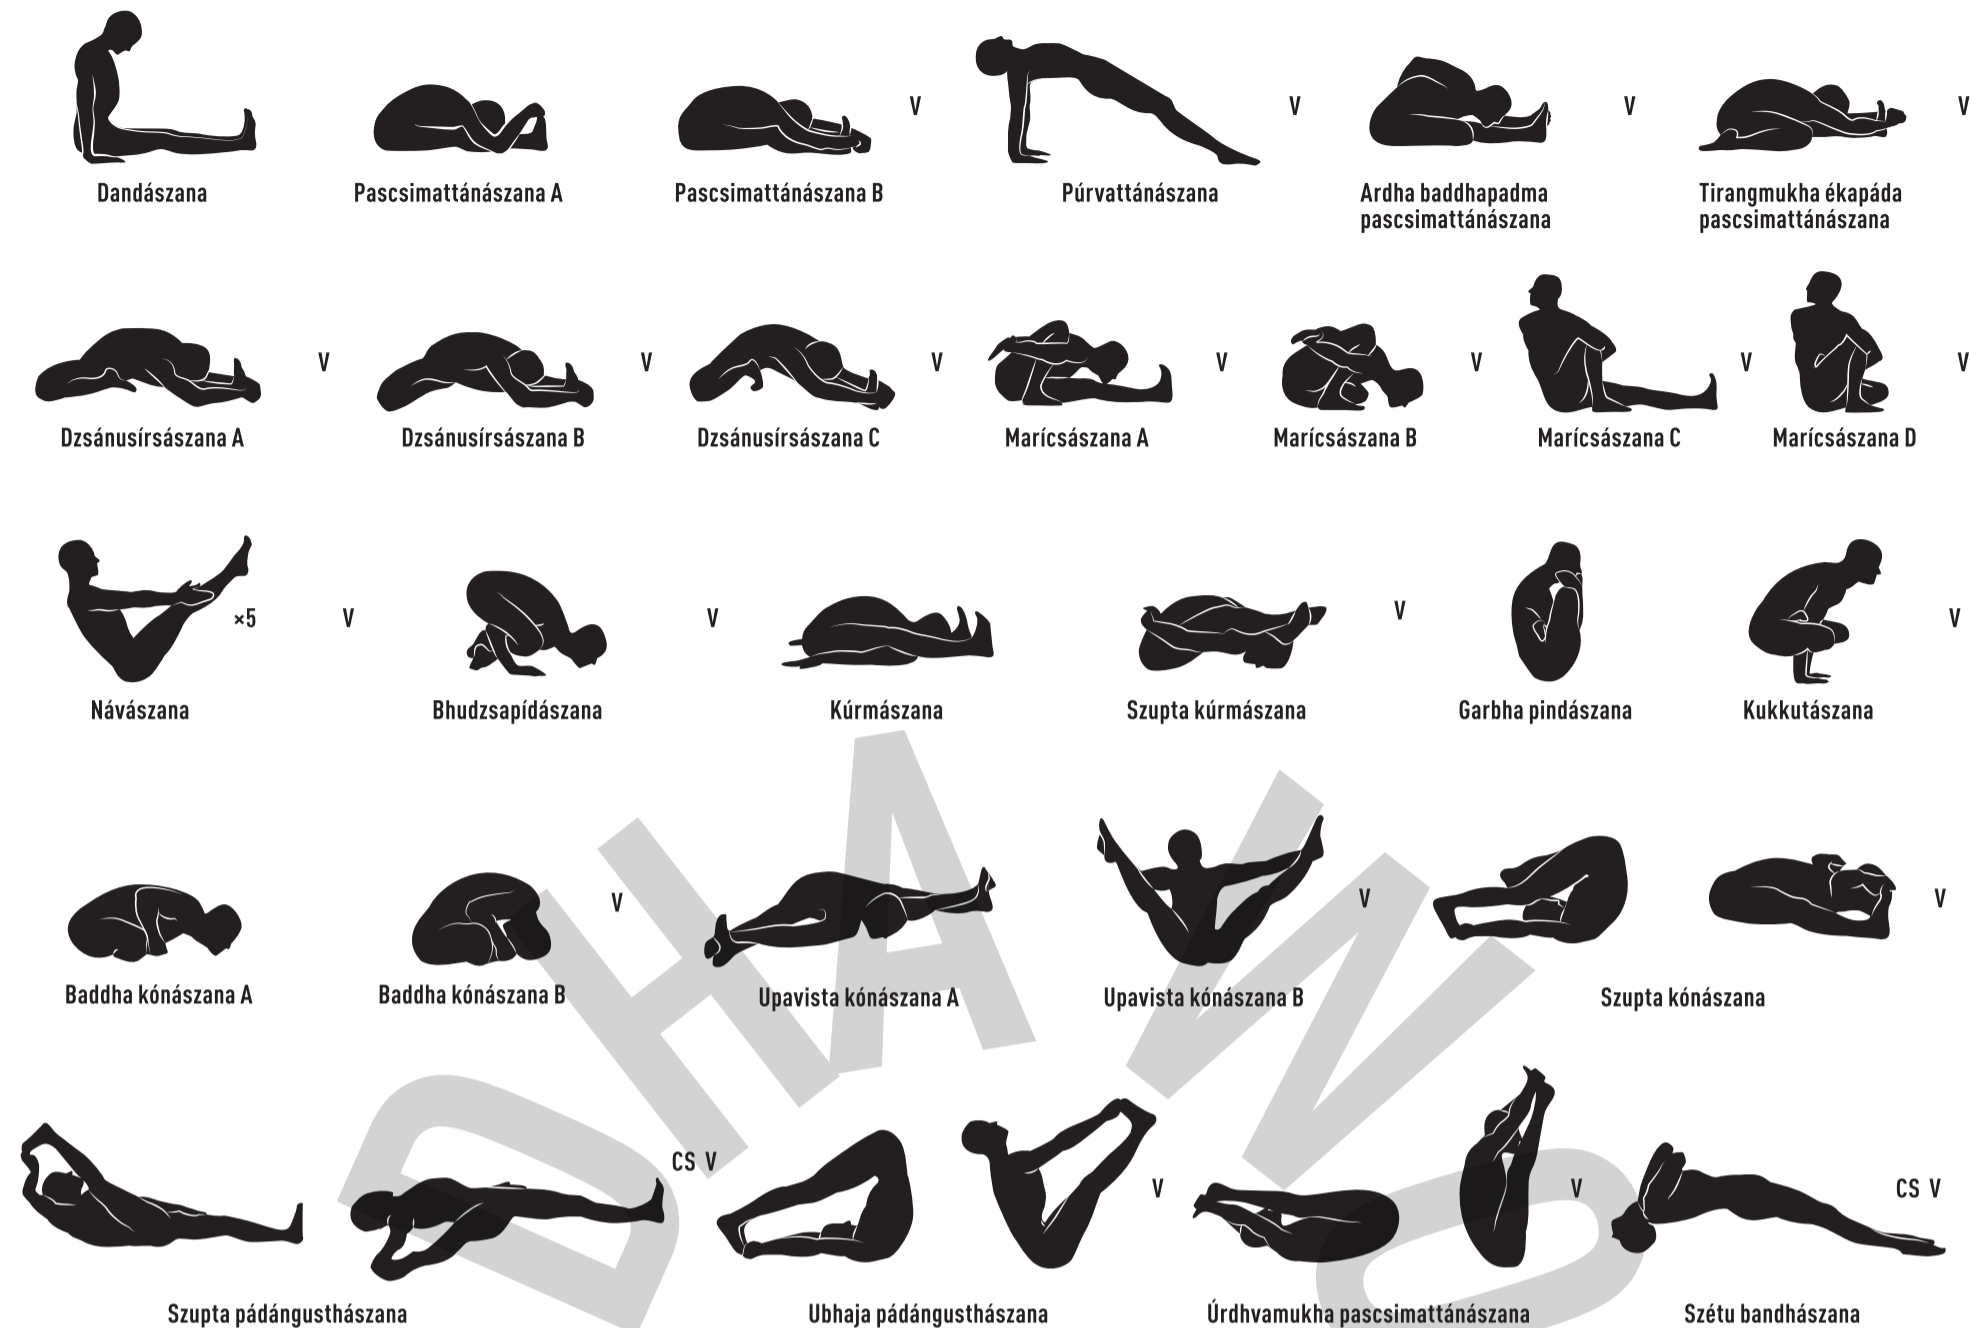 V V V V
Dandászana Pascsimattánászana A Pascsimattánászana B Púrvattánászana Ardha baddhapadma Tirangmukha ékapáda
pascsimattánászana pascsimattánászana
V V V V V V V
Dzsánusírsászana A Dzsánusírsászana B Dzsánusírsászana C Marícsászana A Marícsászana B Marícsászana C Marícsászana D
×5 V V V V
Návászana Bhudzsapídászana Kúrmászana Szupta kúrmászana Garbha pindászana Kukkutászana
V V V
Baddha kónászana A Baddha kónászana B Upavista kónászana A Upavista kónászana B Szupta kónászana
CS V V V CS V
Szupta pádángusthászana Ubhaja pádángusthászana Úrdhvamukha pascsimattánászana Szétu bandhászana